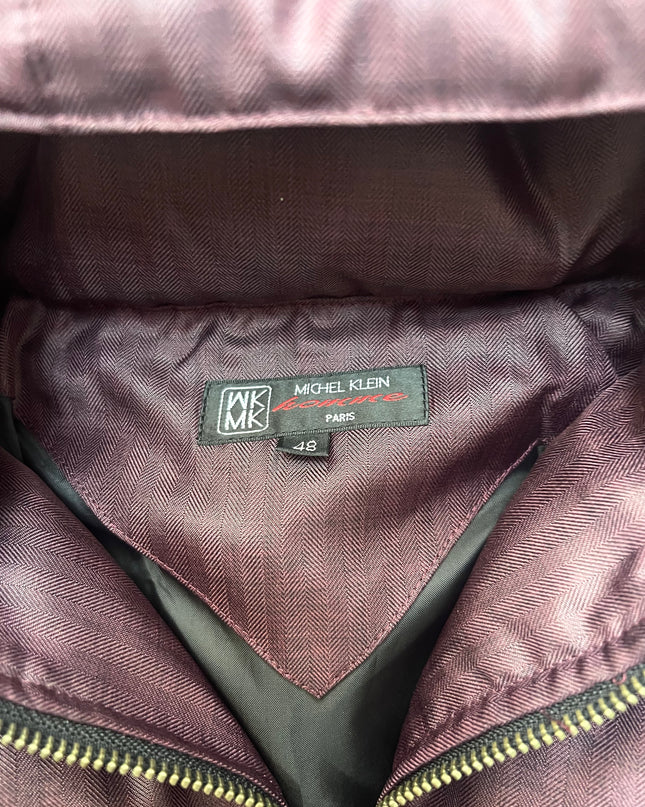 MK
MK
MICHEL KLEIN
homme
PARIS
48